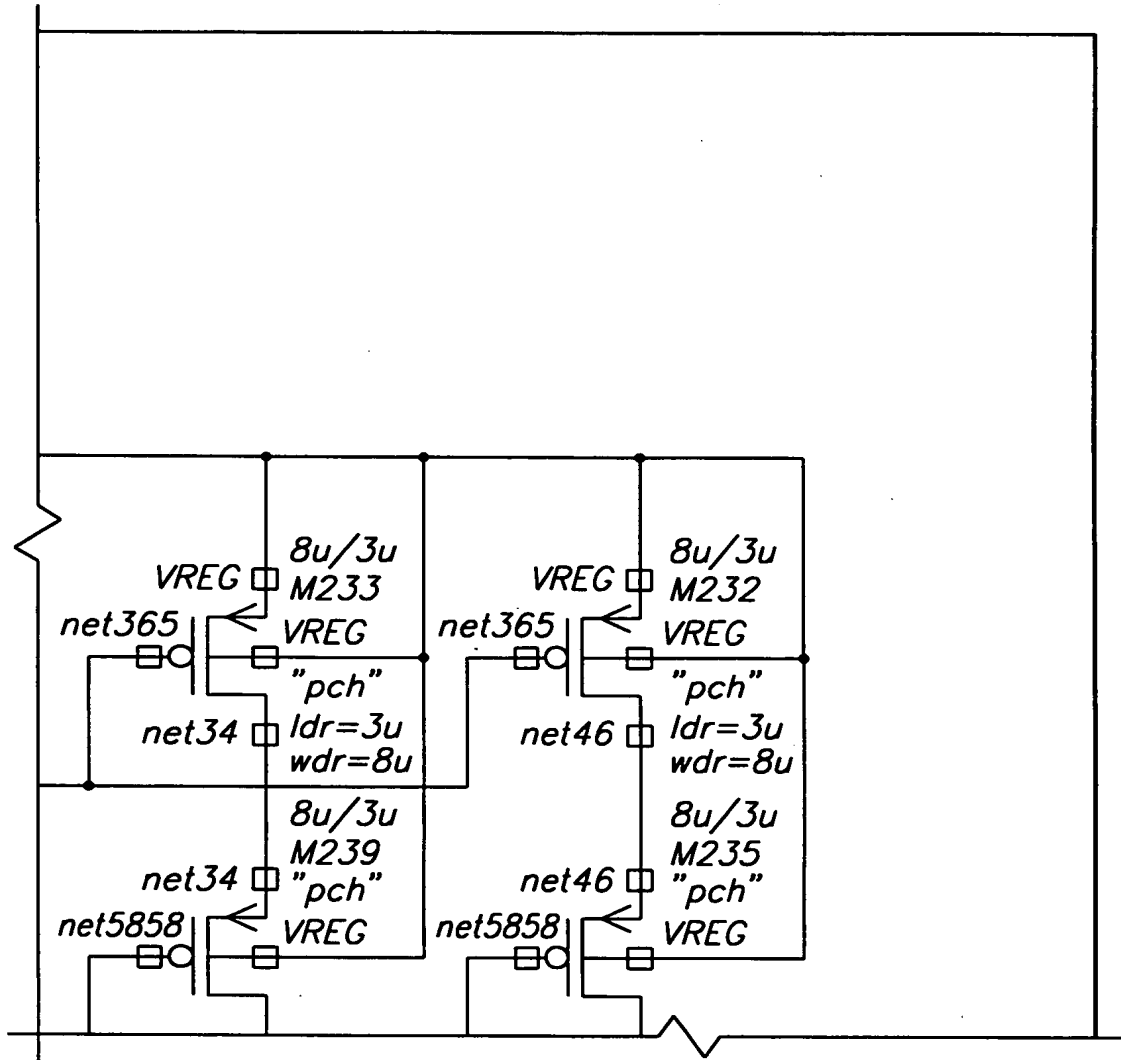 8u/3u
VREG M233
net365 VREG
"pch"
net34 ldr=3u
wdr=8u
8u/3u
M239
net34 "pch"
net5858 VREG
8u/3u
VREG M232
net365 VREG
"pch"
net46 ldr=3u
wdr=8u
8u/3u
M235
net46 "pch"
net5858 VREG